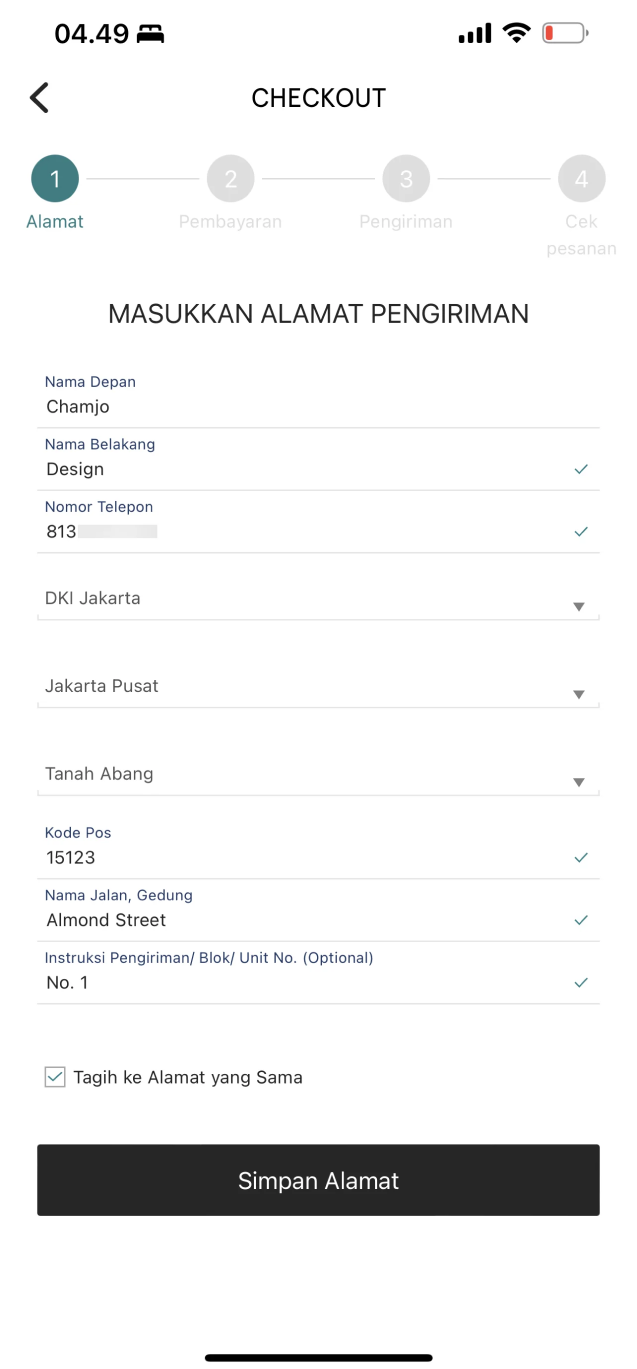 04.49
CHECKOUT
1
2
3
4
Alamat
Pembayaran
Pengiriman
Cek
pesanan
MASUKKAN ALAMAT PENGIRIMAN
Nama Depan
Chamjo
Nama Belakang
Design
Nomor Telepon
813
DKI Jakarta
Jakarta Pusat
Tanah Abang
Kode Pos
15123
Nama Jalan, Gedung
Almond Street
Instruksi Pengiriman/ Blok/ Unit No. (Optional)
No. 1
Tagih ke Alamat yang Sama
Simpan Alamat